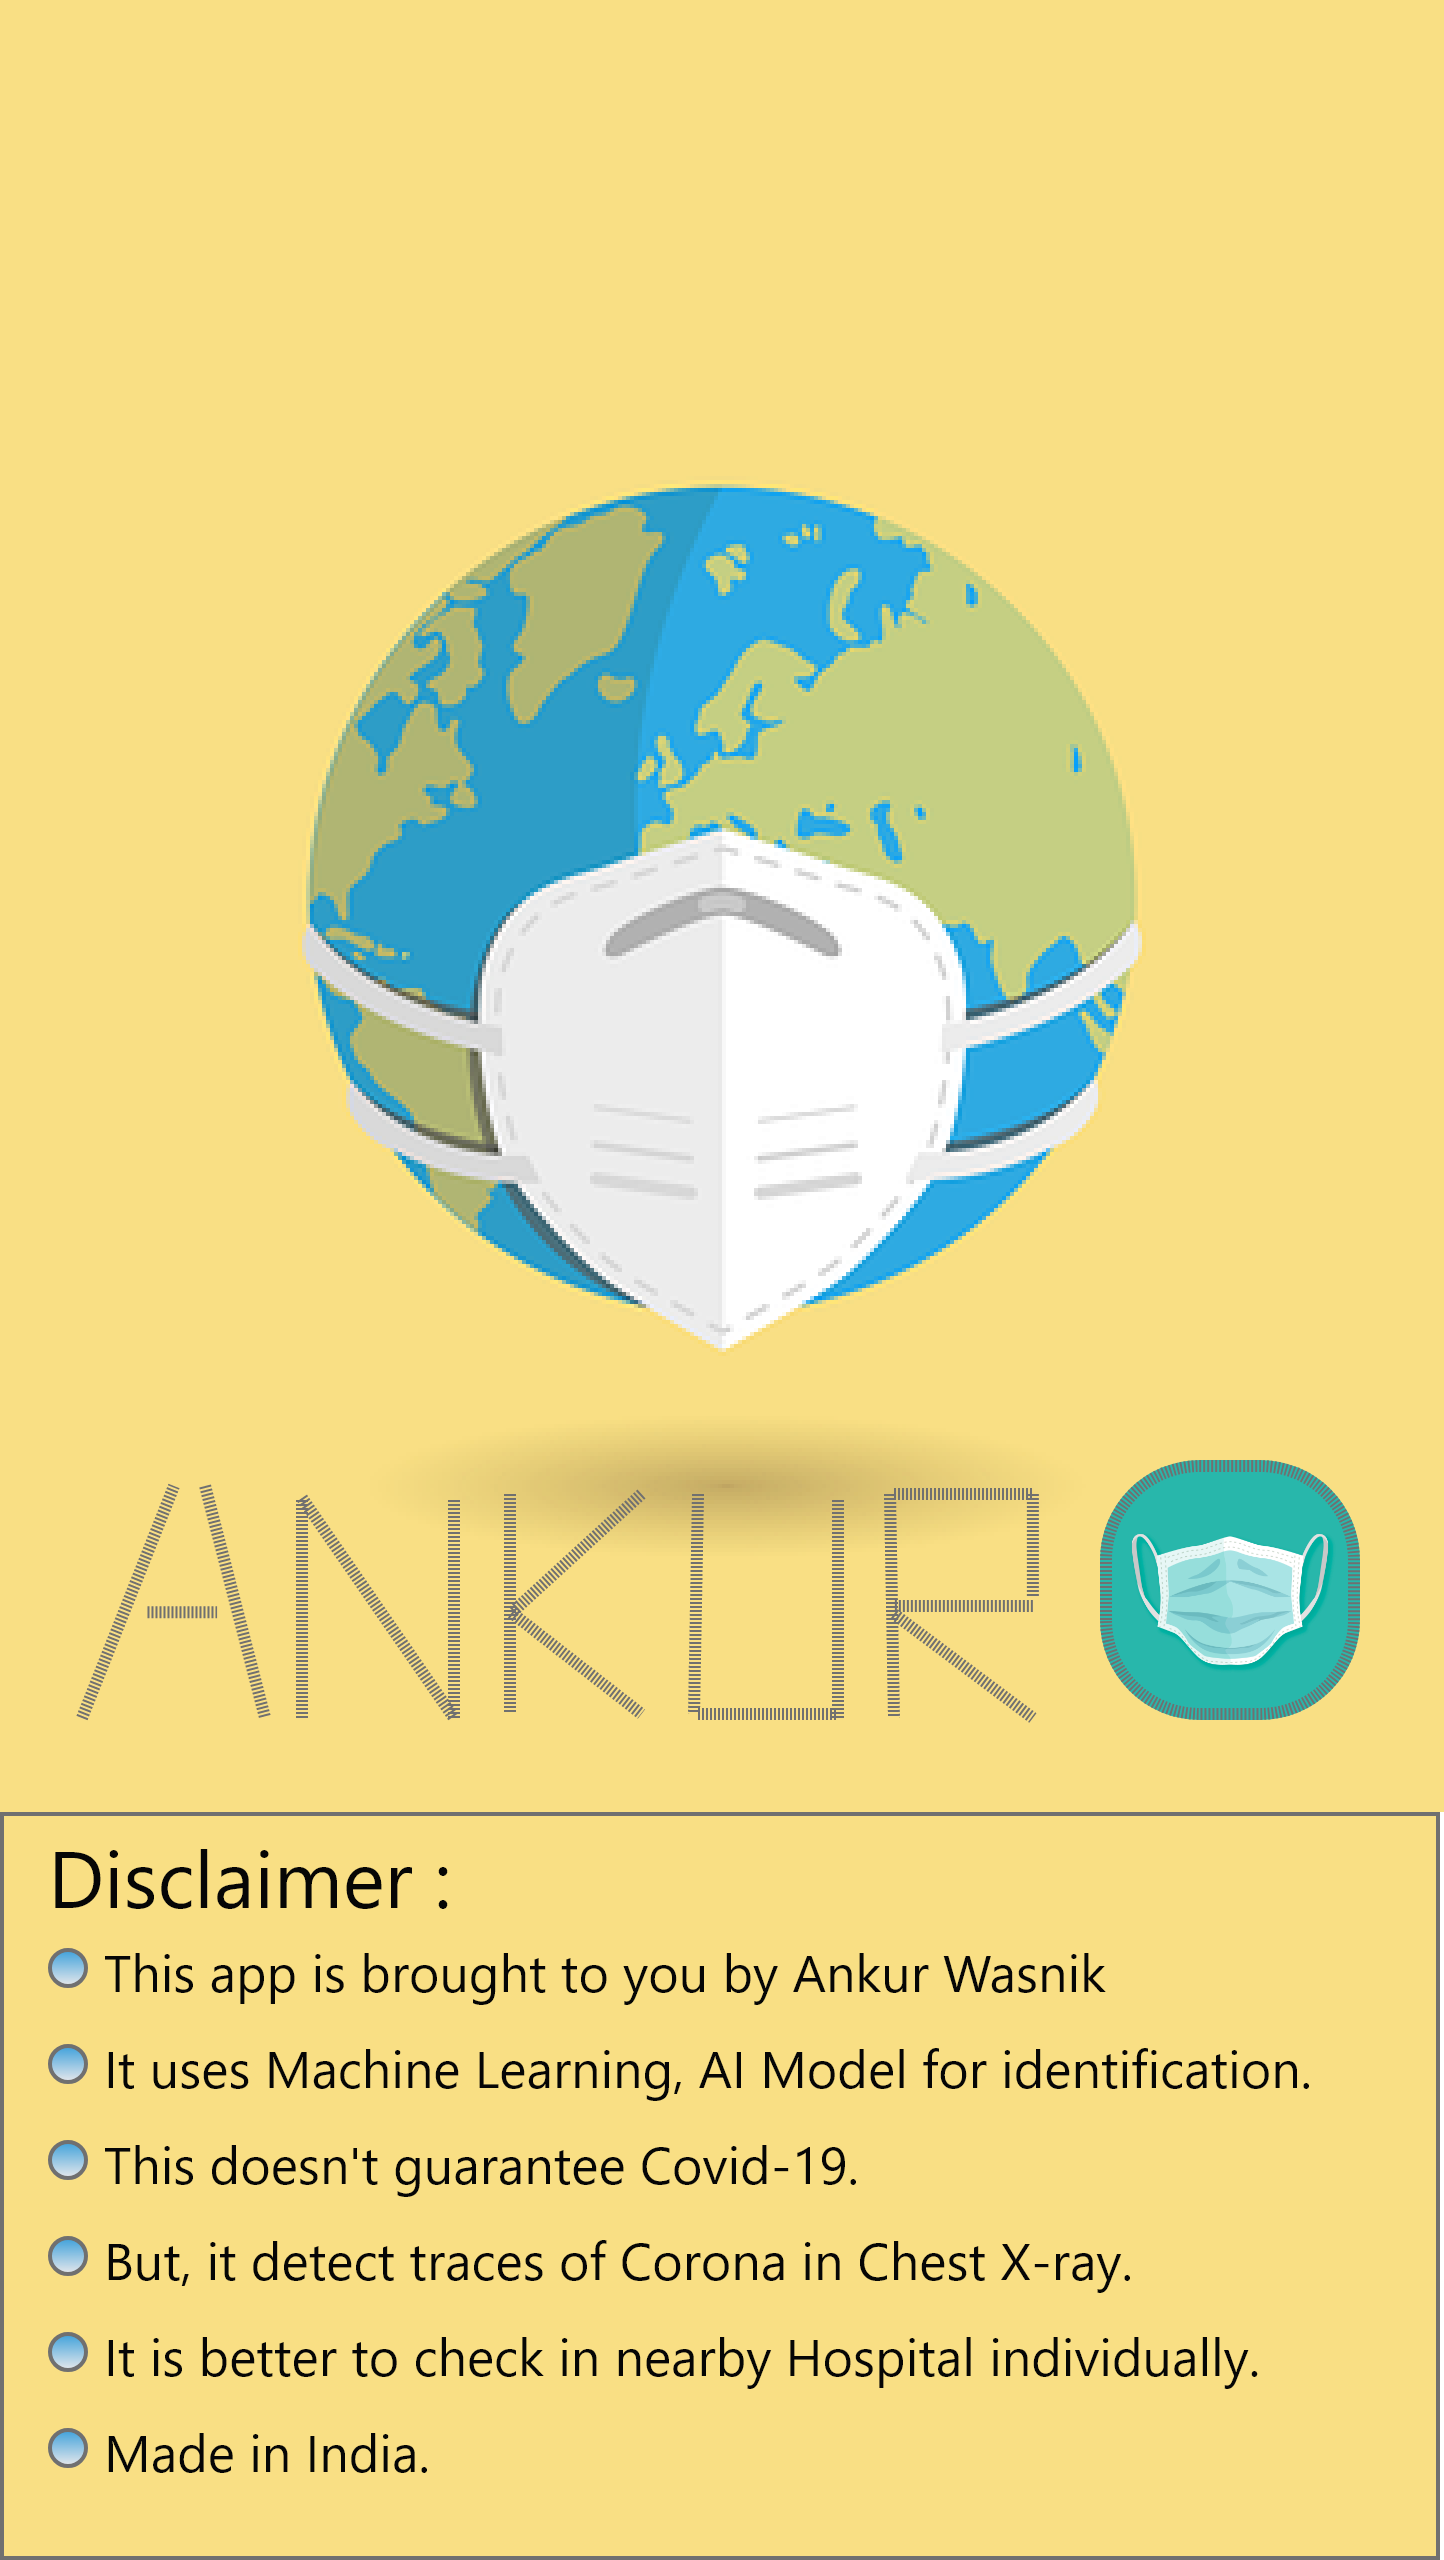 ANKUR
Disclaimer :
This app is brought to you by Ankur Wasnik
It uses Machine Learning, AI Model for identification.
This doesn't guarantee Covid-19.
But, it detect traces of Corona in Chest X-ray.
It is better to check in nearby Hospital individually.
Made in India.